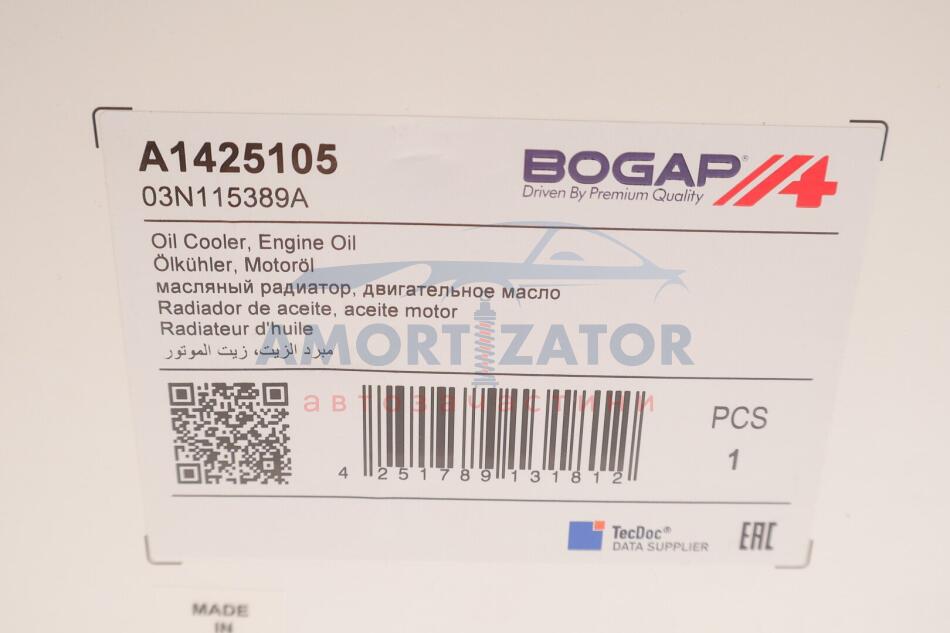 A1425105
03N115389A
BOGAP®
Driven By Premium Quality
Oil Cooler, Engine Oil
Ölkühler, Motoröl
масляный радиатор, двигательное масло
Radiador de aceite, aceite motor
Radiateur d'huile
مبرد الزيت، زيت الموتور
AMORTIZATOR
автозапчастини
4 251789 131812
PCS
1
TecDoc®
DATA SUPPLIER
EAC
MADE
IN